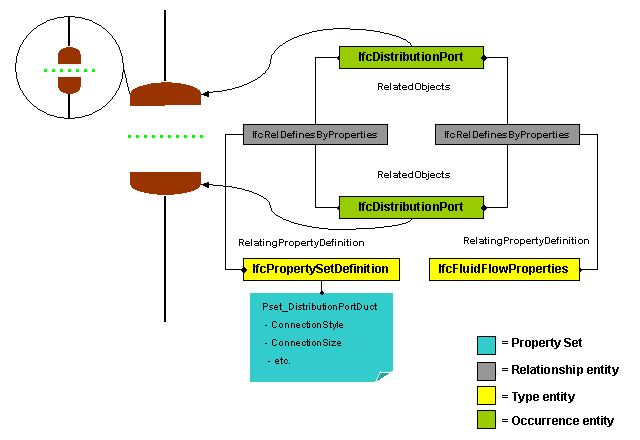 IfcDistributionPort
RelatedObjects
IfcRelDefinesByProperties
IfcRelDefinesByProperties
RelatedObjects
IfcDistributionPort
RelatingPropertyDefinition
RelatingPropertyDefinition
IfcPropertySetDefinition
IfcFluidFlowProperties
Pset_DistributionPortDuct
- ConnectionStyle
- ConnectionSize
- etc.
= Property Set
= Relationship entity
= Type entity
= Occurrence entity